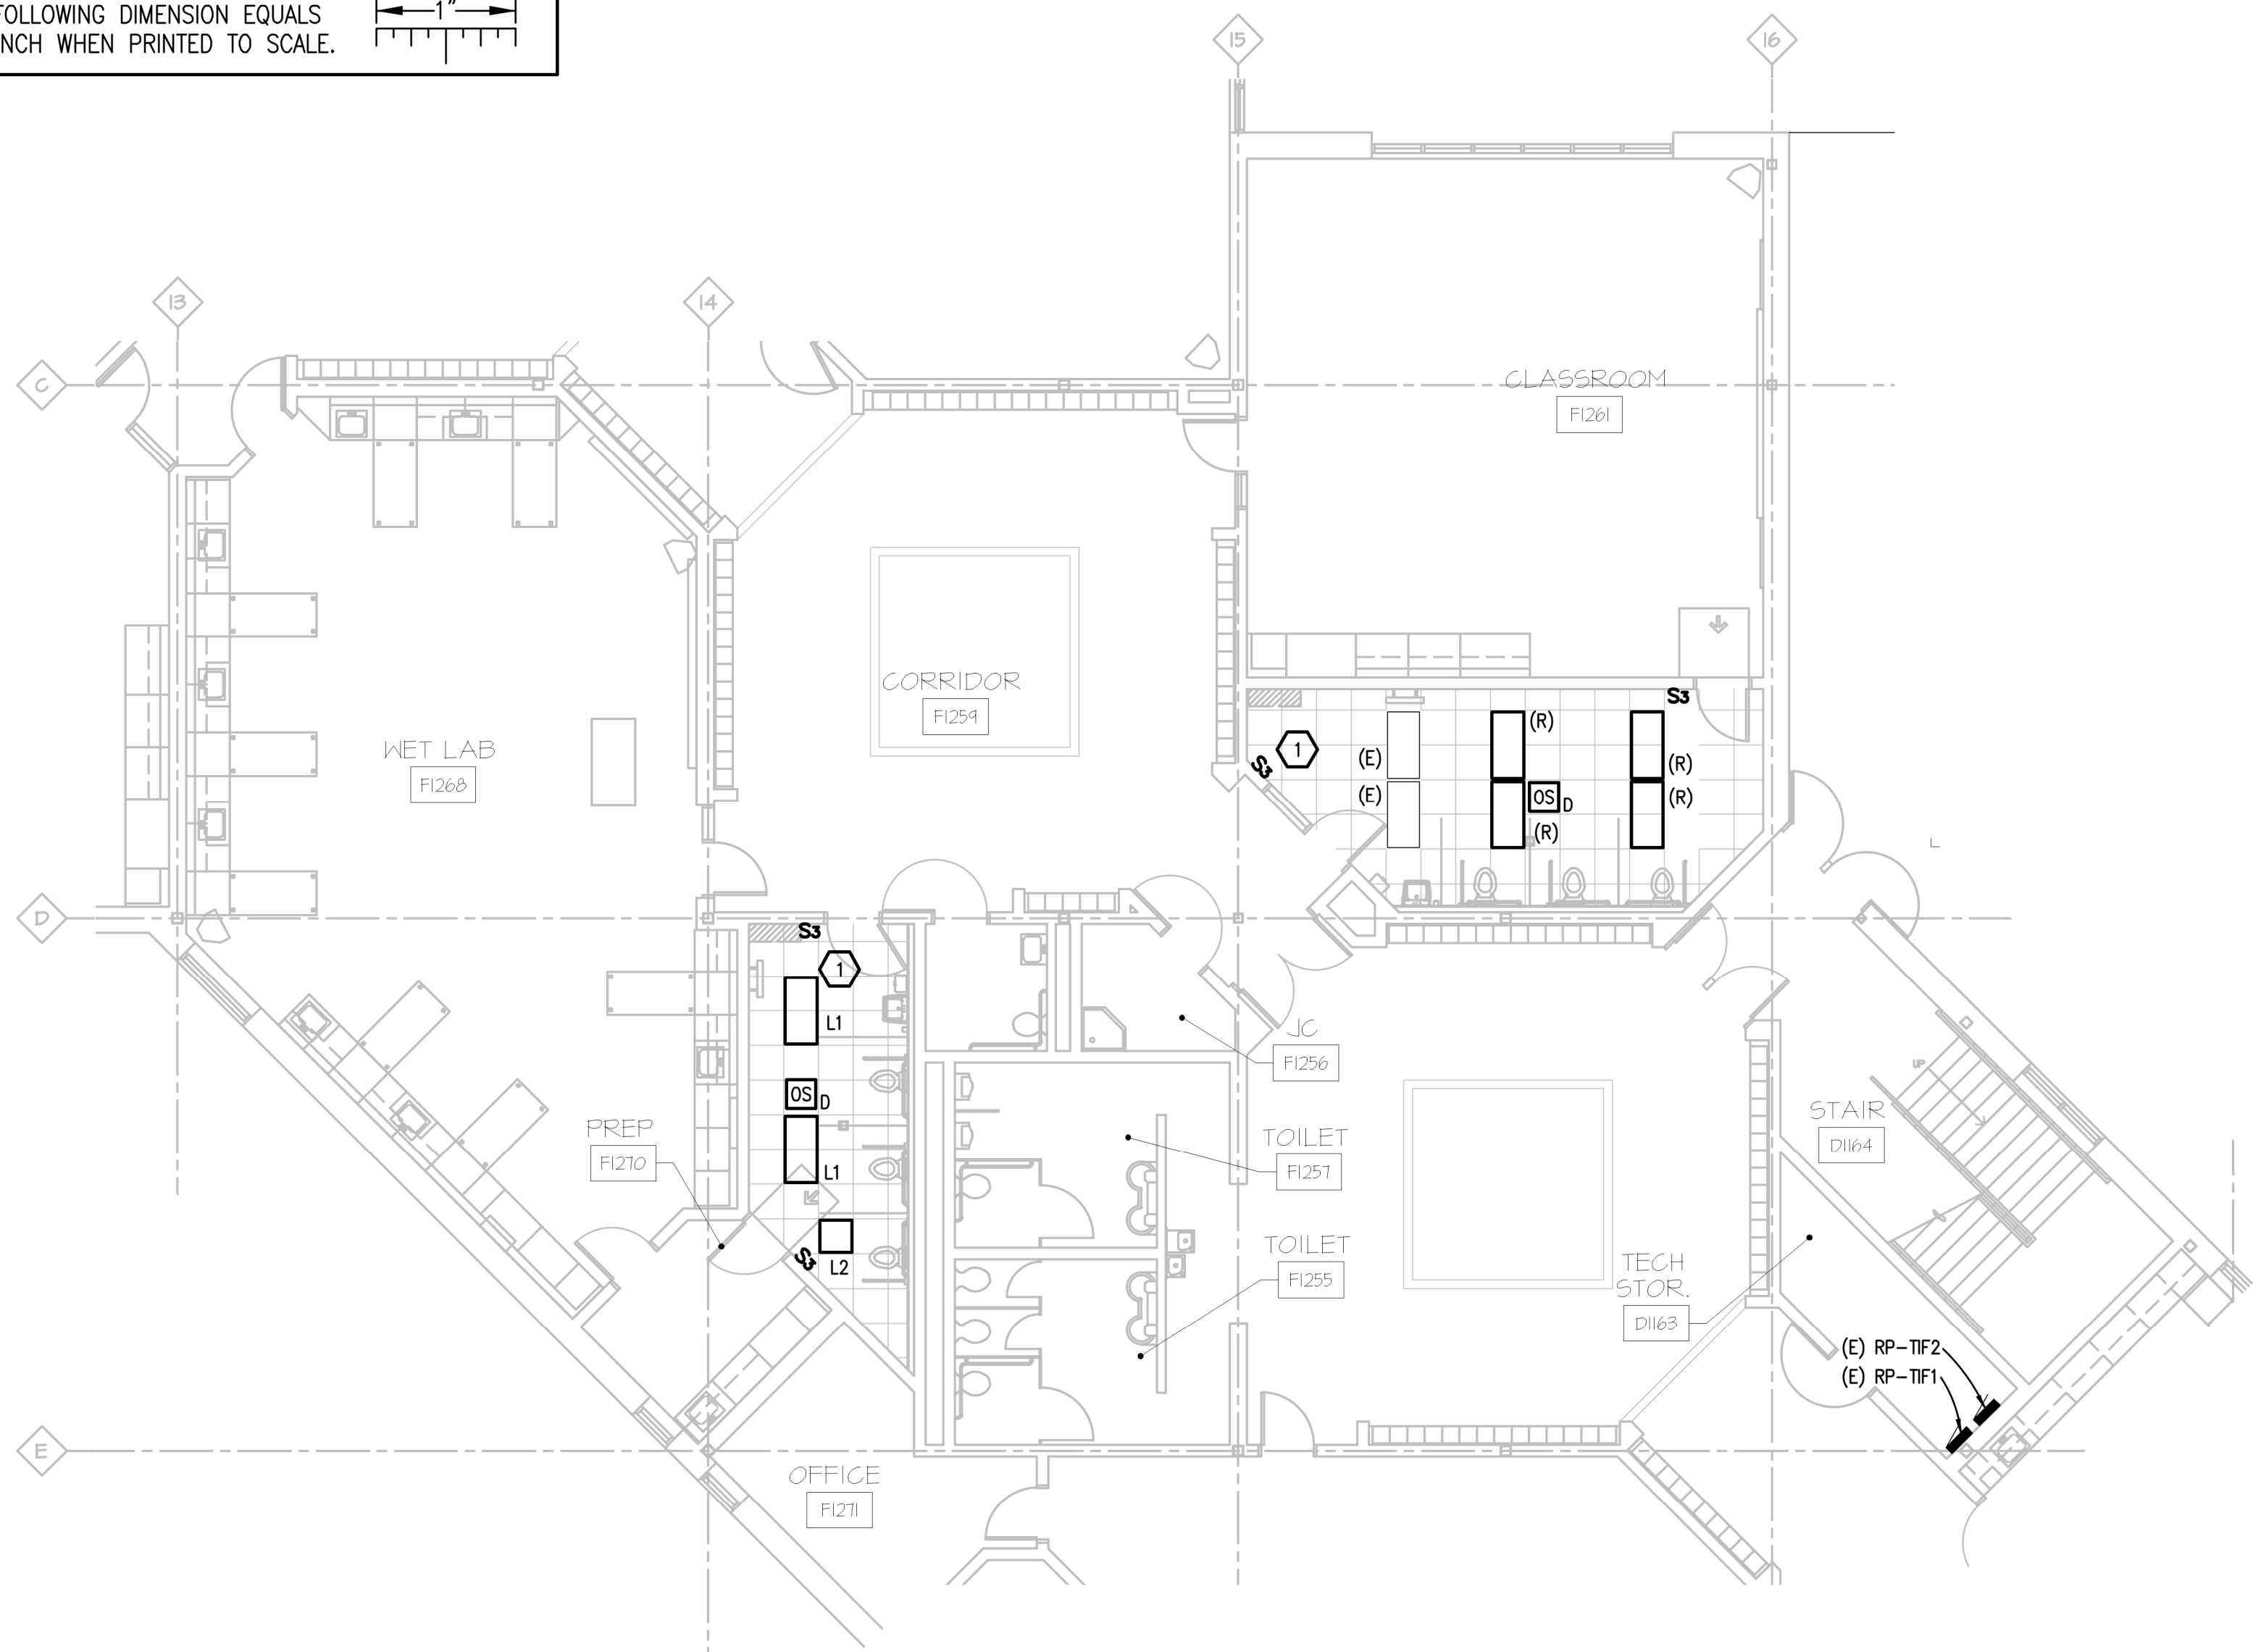 FOLLOWING DIMENSION EQUALS
NCH WHEN PRINTED TO SCALE.
1"
15
16
13
14
C
CLASSROOM
F1261
CORRIDOR
F1259
WET LAB
F1268
S3
(R)
1
(E)
(R)
S3
(E)
OS
D
(R)
(R)
D
S3
1
L1
JC
F1256
OS
D
UP
STAIR
D1164
PREP
F1270
TOILET
F1257
L1
TOILET
F1255
S3
L2
TECH
STOR.
D1163
(E) RP-TIF2
(E) RP-TIF1
E
OFFICE
F1271